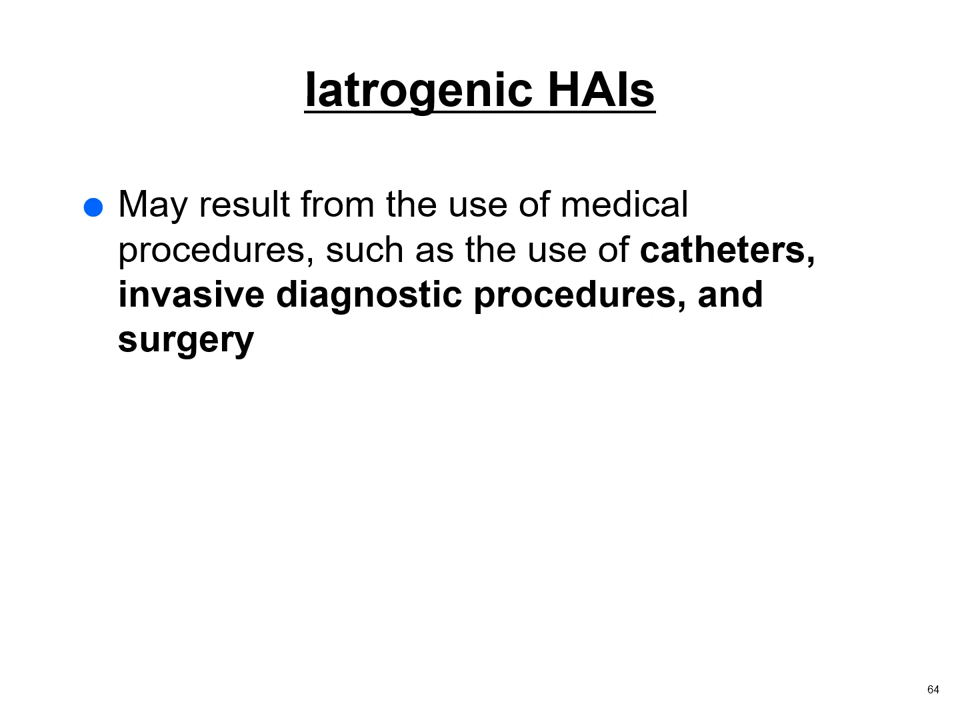 Iatrogenic HAIs
● May result from the use of medical
procedures, such as the use of catheters,
invasive diagnostic procedures, and
surgery
64